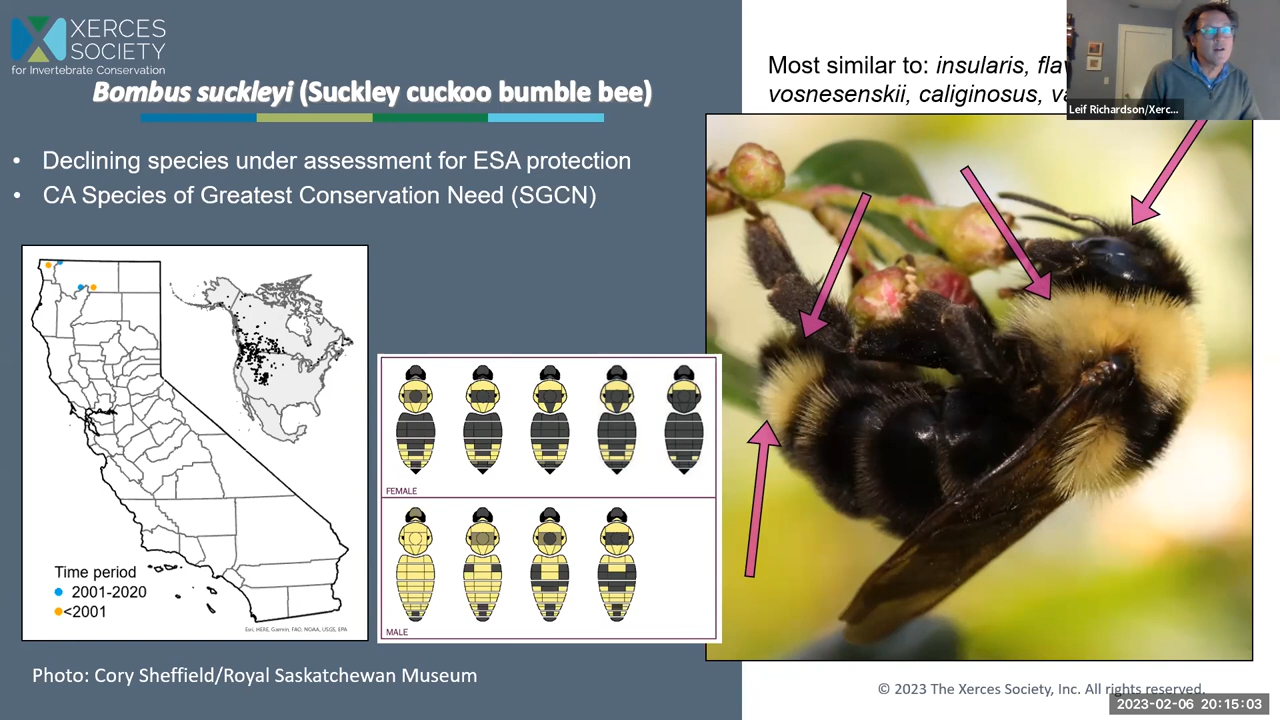 XERCES
SOCIETY
for Invertebrate Conservation
Bombus suckleyi (Suckley cuckoo bumble bee)
• Declining species under assessment for ESA protection
• CA Species of Greatest Conservation Need (SGCN)
Time period
2001-2020
<2001
Esri, HERE, Garmin, FAO, NOAA, USGS, EPA
FEMALE
MALE
Photo: Cory Sheffield/Royal Saskatchewan Museum
Most similar to: insularis,
vosnesenskii, caliginosus,
Leif Richardson/Xerc...
© 2023 The Xerces Society, Inc. All rights reserved.
2023-02-06 20:15:03